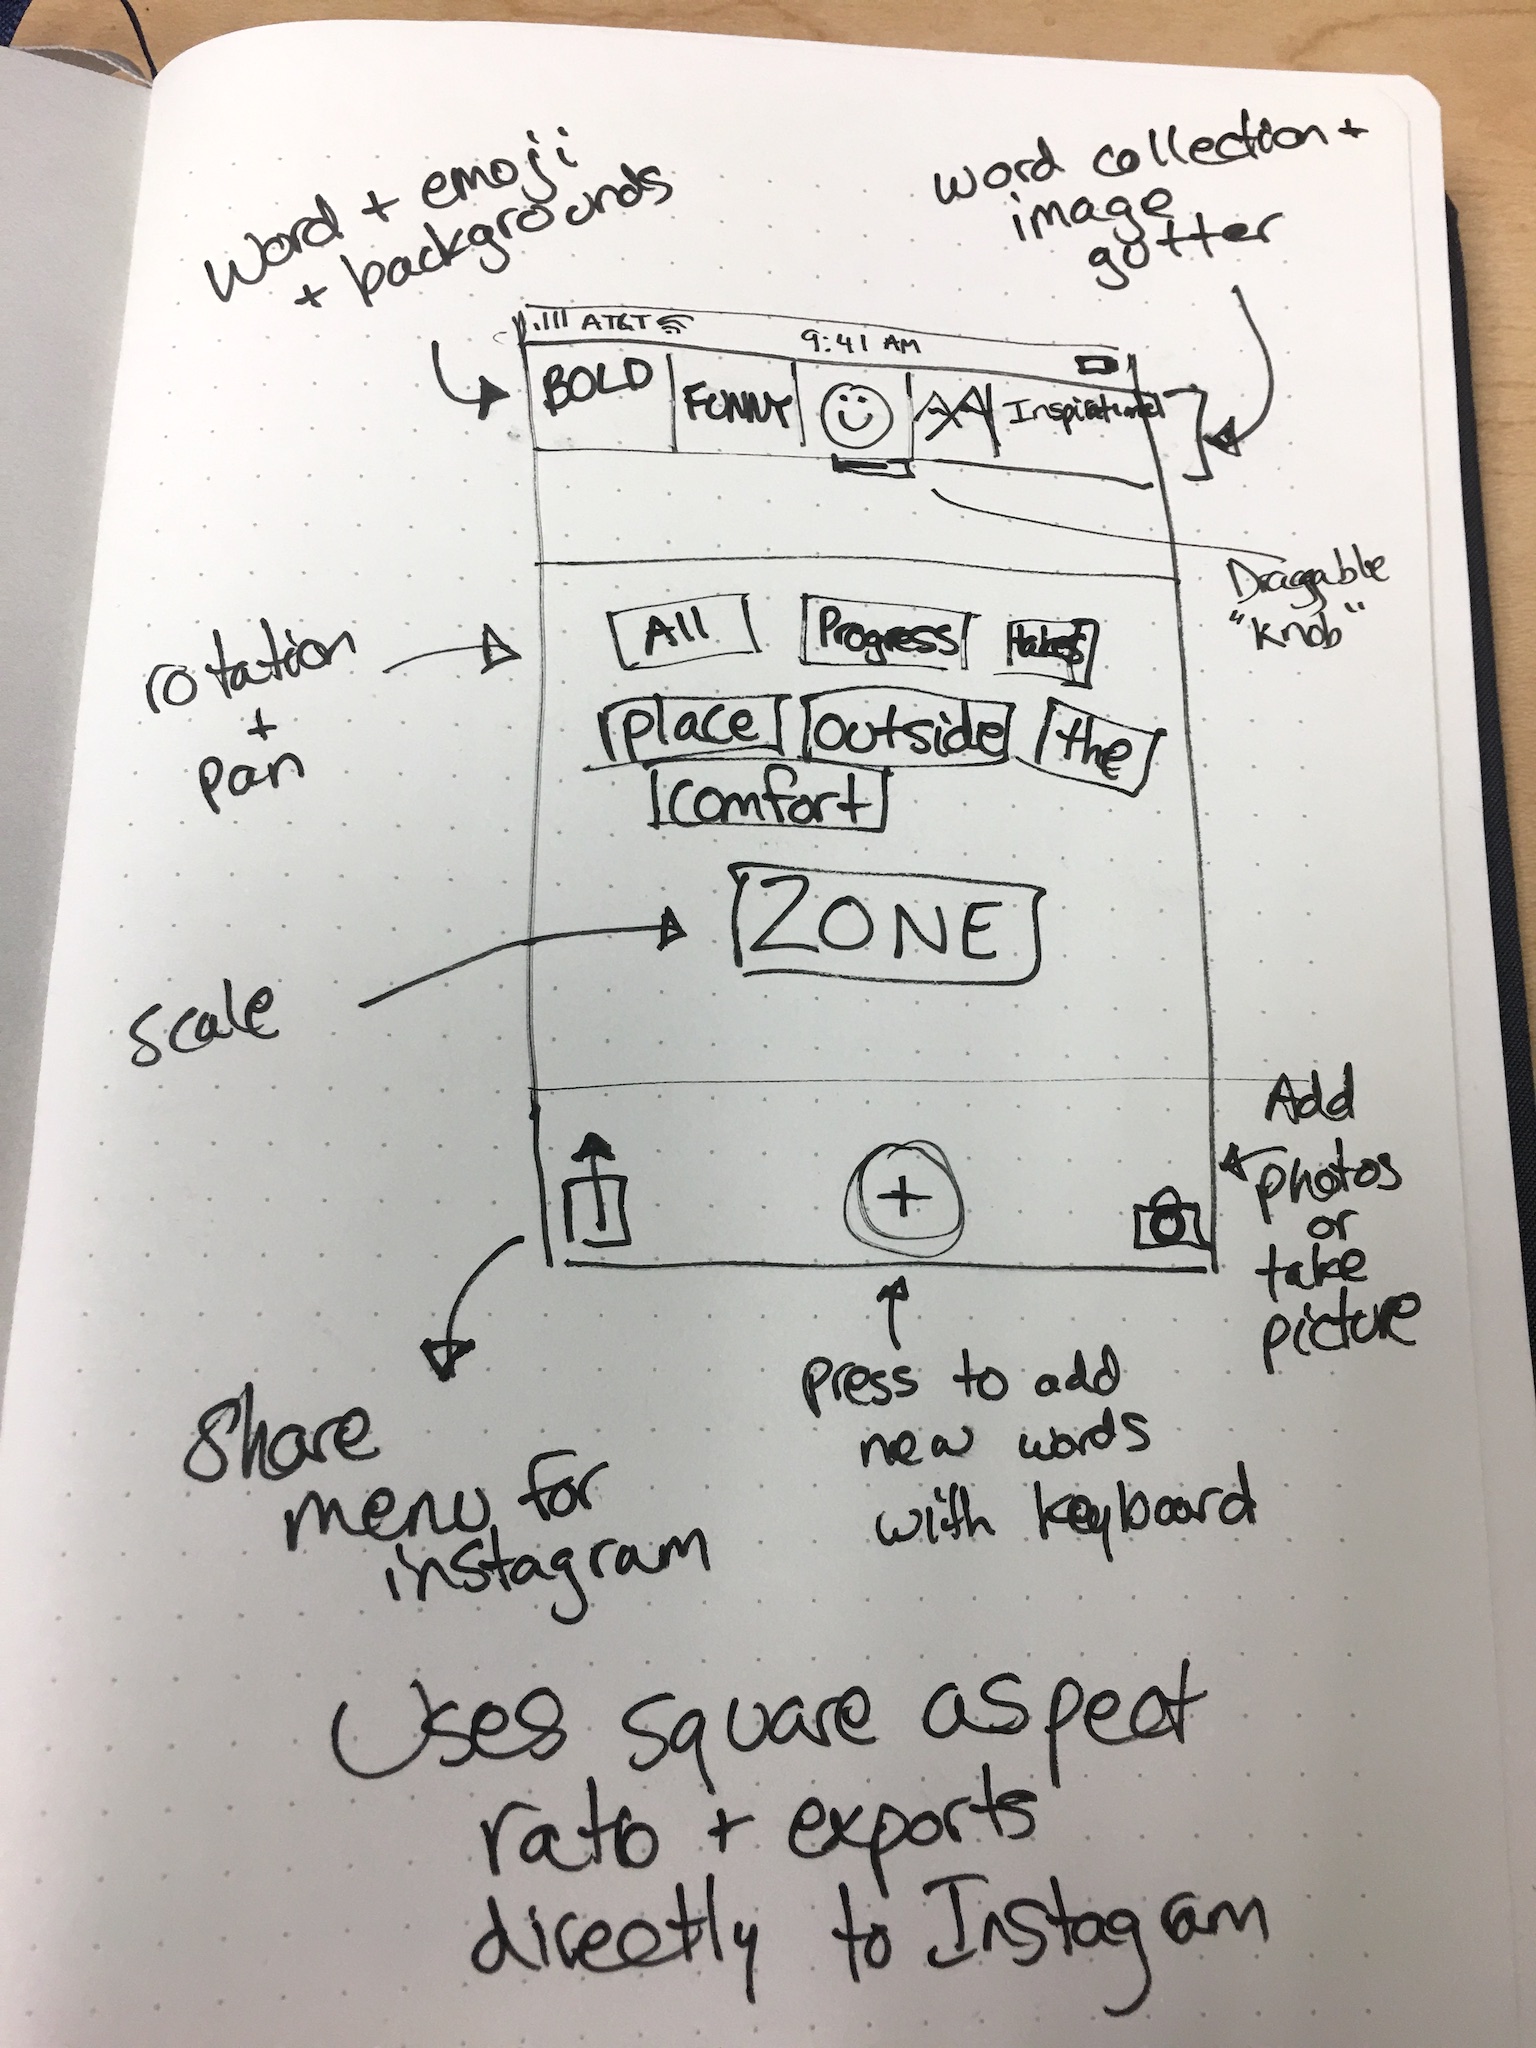 word + emoji
+ backgrounds
word collection +
image
gutter
AT&T
9:41 AM
BOLD
FUNNY
Inspirational
Draggable
"Knob"
rotation
+
pan
All Progress takes
place outside the
comfort
ZONE
scale
+
Add
photos
or
take
picture
Share
menu for
instagram
press to add
new words
with keyboard
Uses square aspect
ratio + exports
directly to Instagram